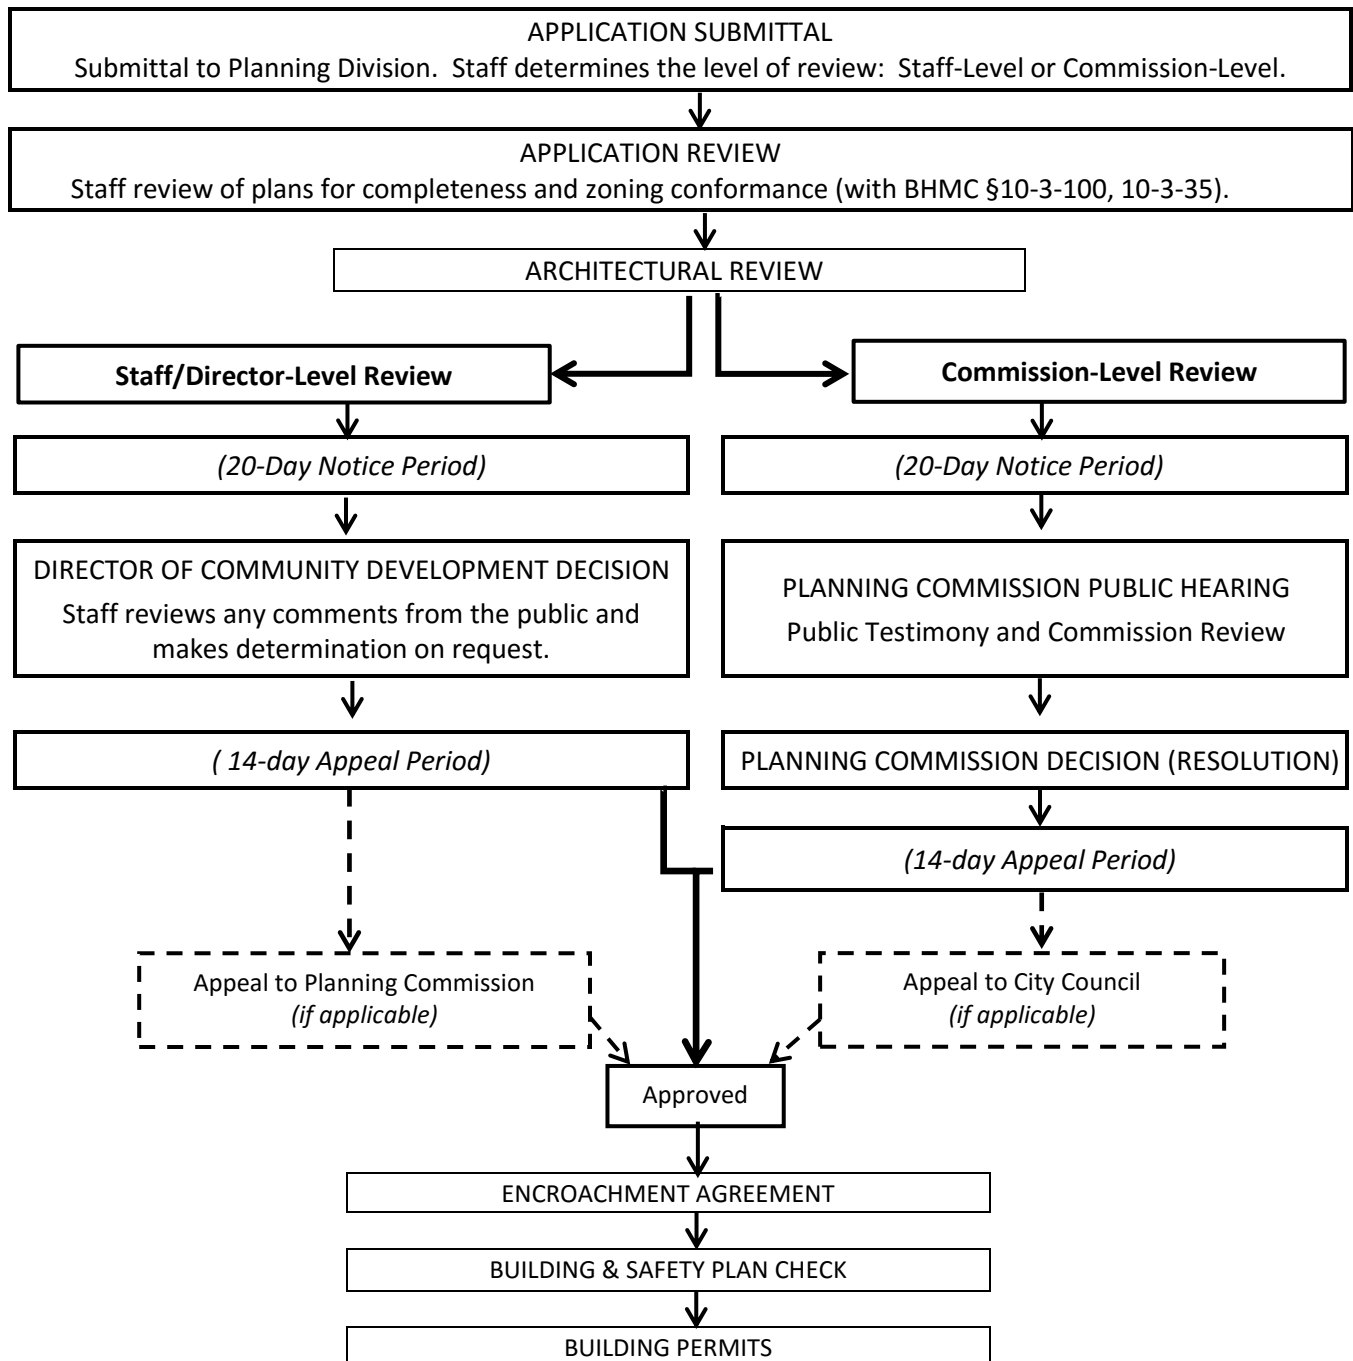 APPLICATION SUBMITTAL
Submittal to Planning Division.  Staff determines the level of review:  Staff-Level or Commission-Level.
APPLICATION REVIEW
Staff review of plans for completeness and zoning conformance (with BHMC §10-3-100, 10-3-35).
ARCHITECTURAL REVIEW
Staff/Director-Level Review
Commission-Level Review
(20-Day Notice Period)
(20-Day Notice Period)
DIRECTOR OF COMMUNITY DEVELOPMENT DECISION
Staff reviews any comments from the public and
makes determination on request.
PLANNING COMMISSION PUBLIC HEARING
Public Testimony and Commission Review
( 14-day Appeal Period)
PLANNING COMMISSION DECISION (RESOLUTION)
(14-day Appeal Period)
Appeal to Planning Commission
(if applicable)
Appeal to City Council
(if applicable)
Approved
ENCROACHMENT AGREEMENT
BUILDING & SAFETY PLAN CHECK
BUILDING PERMITS